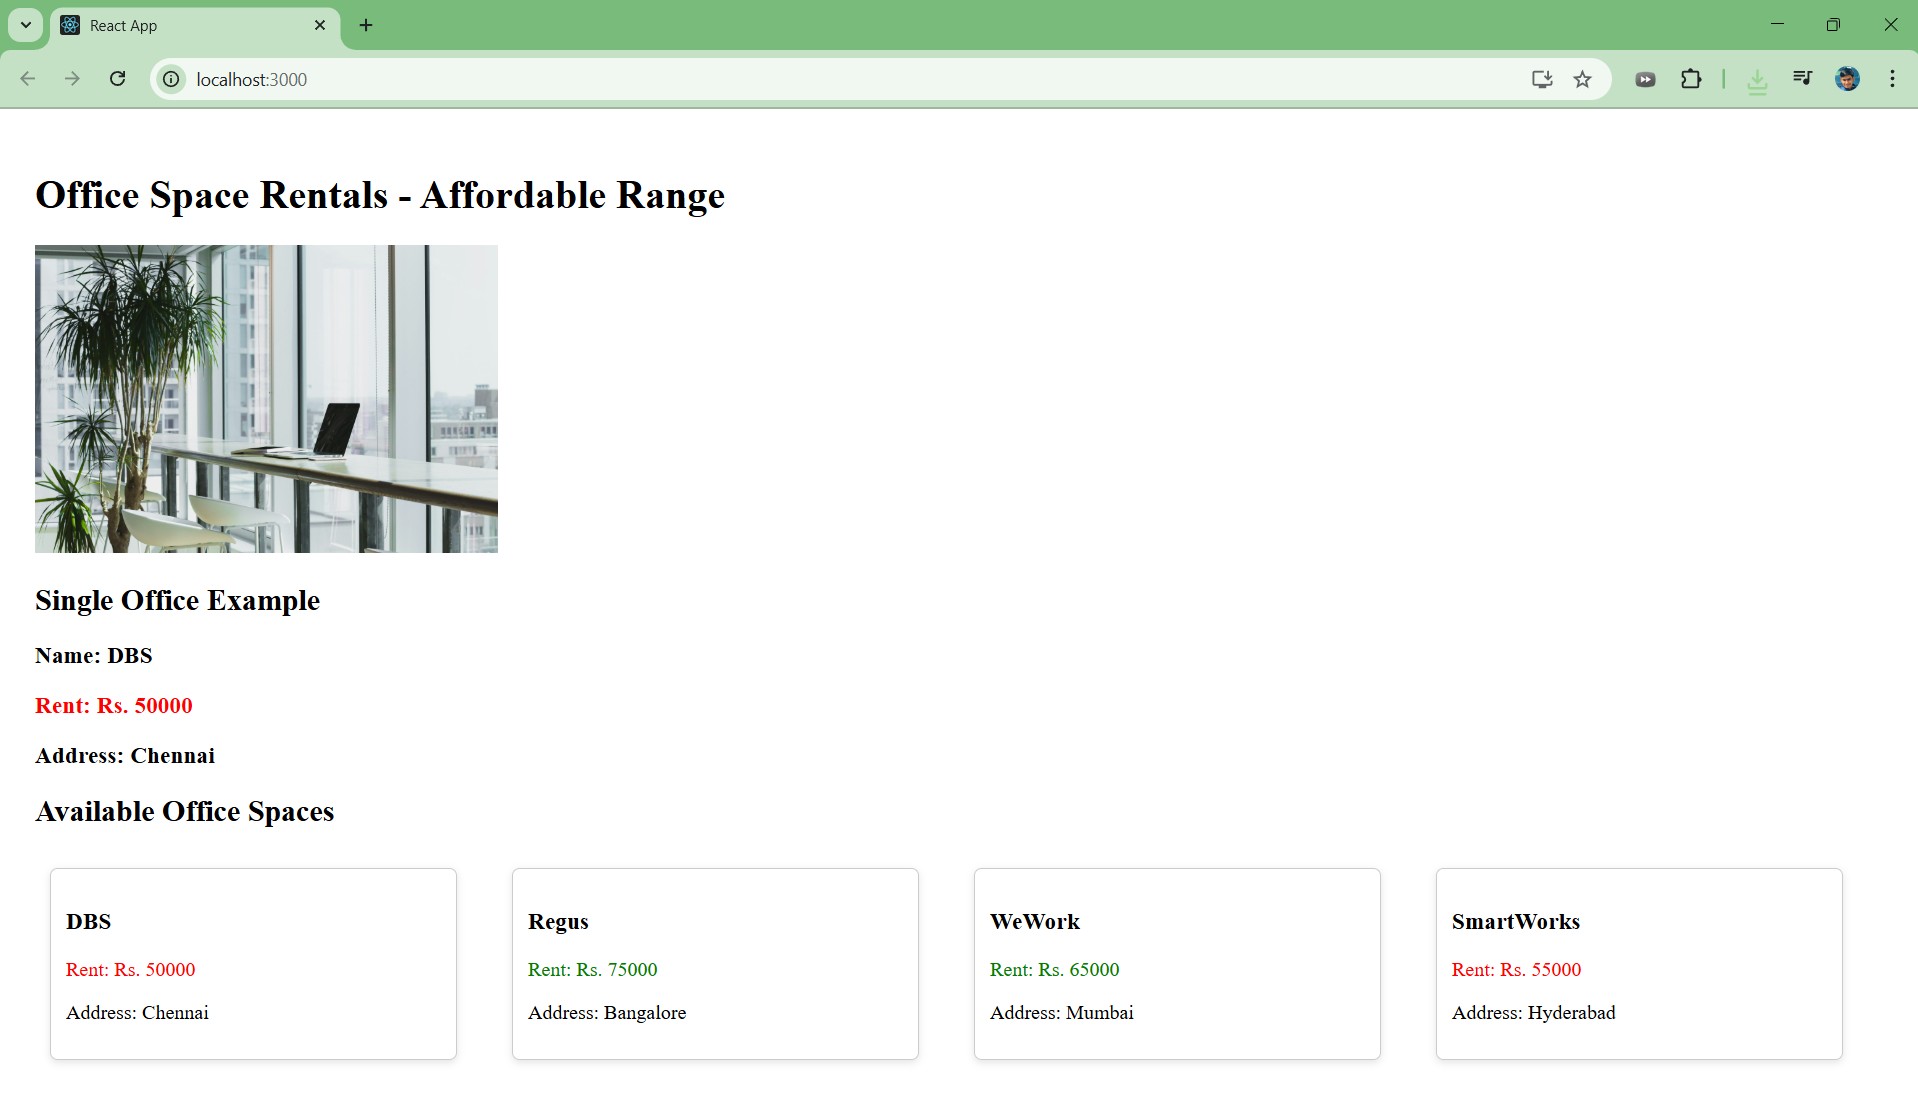 React App
localhost:3000
Office Space Rentals - Affordable Range
Single Office Example
Name: DBS
Rent: Rs. 50000
Address: Chennai
Available Office Spaces
DBS
Rent: Rs. 50000
Address: Chennai
Regus
Rent: Rs. 75000
Address: Bangalore
WeWork
Rent: Rs. 65000
Address: Mumbai
SmartWorks
Rent: Rs. 55000
Address: Hyderabad